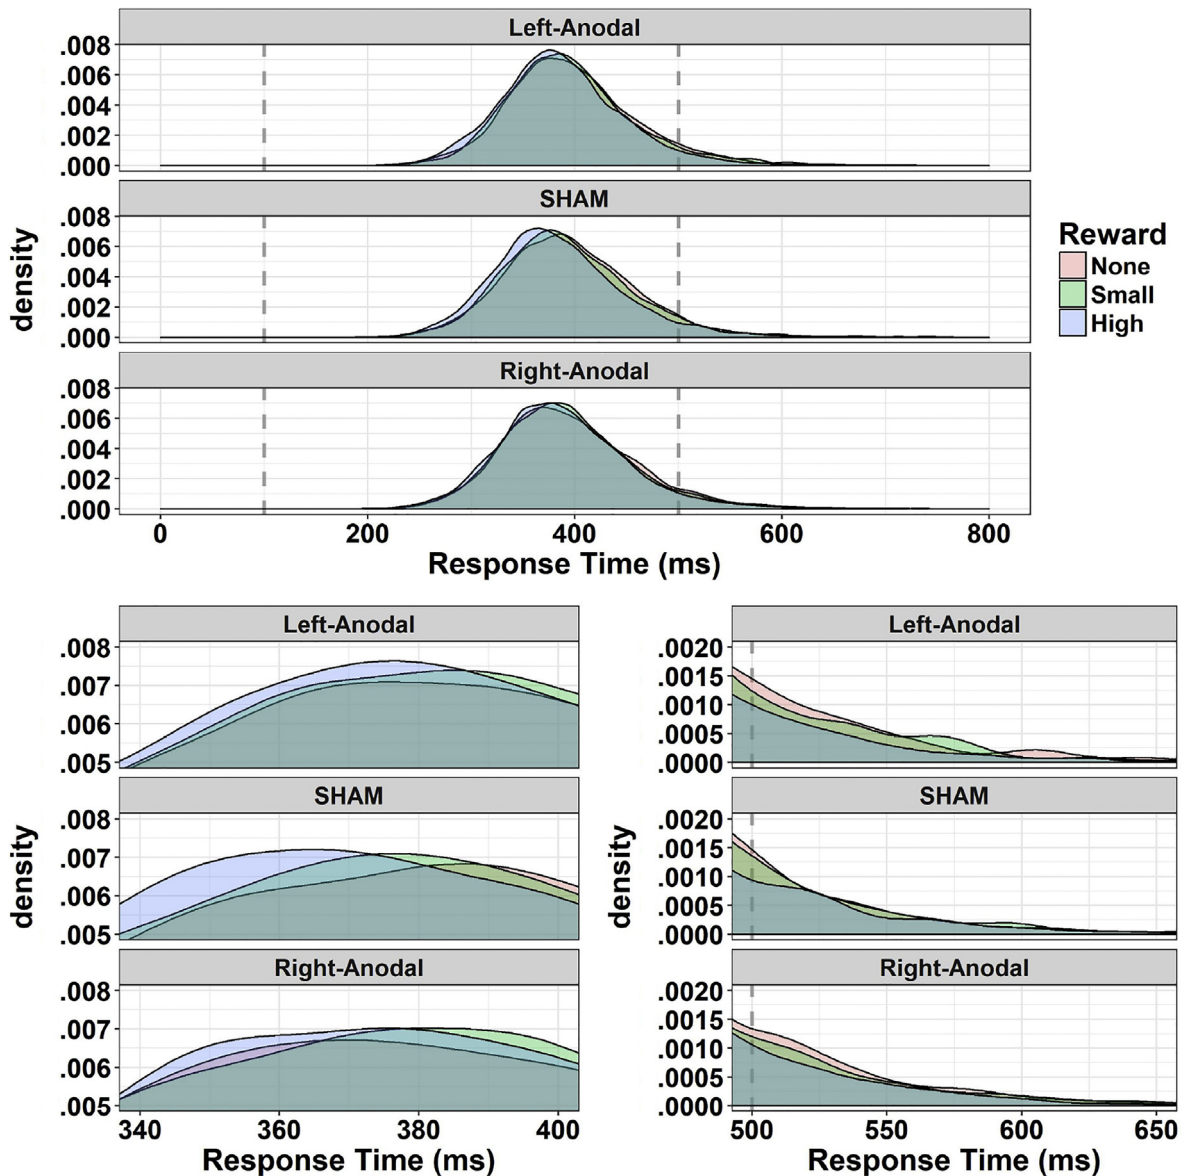 Left-Anodal
.008
.006
.004
.002
.000
SHAM
.008
.006
.004
.002
.000
Right-Anodal
.008
.006
.004
.002
.000
0 200 400 600 800
Response Time (ms)
density
Reward
None
Small
High
Left-Anodal
.008
.007
.006
.005
SHAM
.008
.007
.006
.005
Right-Anodal
.008
.007
.006
.005
340 360 380 400
Response Time (ms)
density
Left-Anodal
.0020
.0015
.0010
.0005
.0000
SHAM
.0020
.0015
.0010
.0005
.0000
Right-Anodal
.0020
.0015
.0010
.0005
.0000
500 550 600 650
Response Time (ms)
density